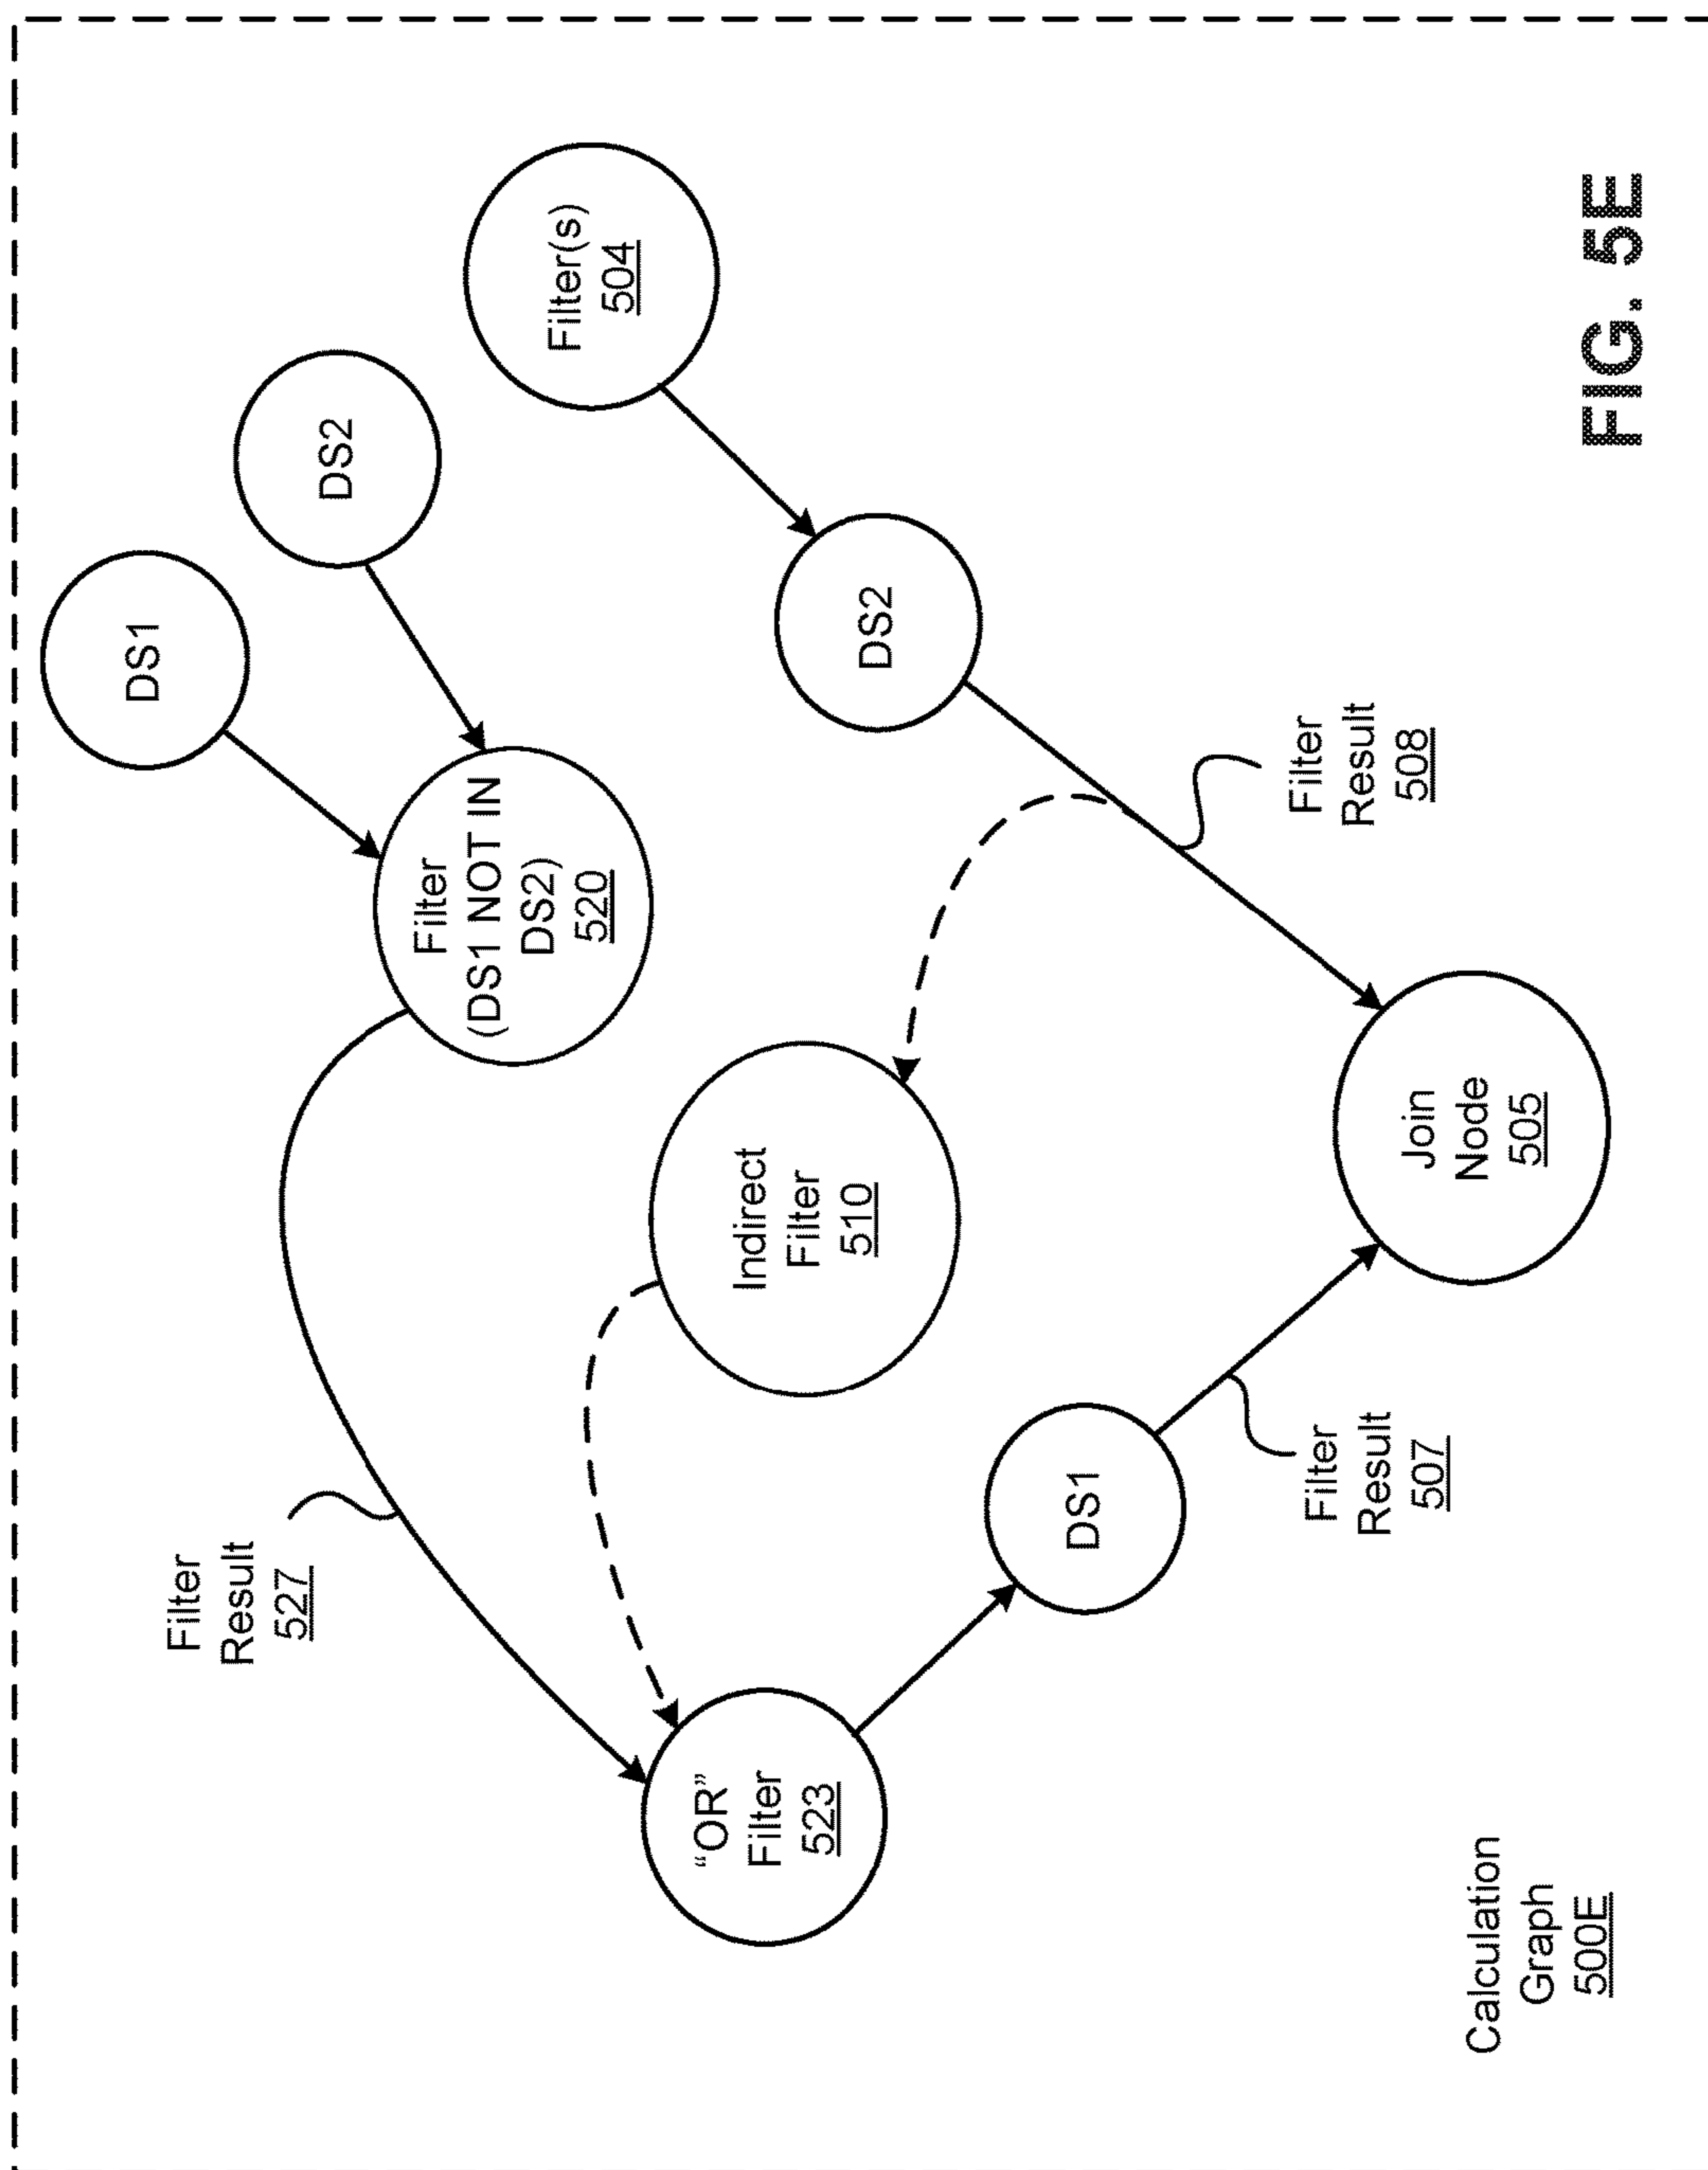 DS1
Filter
Result
527
DS2
Filter
(DS1 NOT IN
DS2)
520
Filter(s)
504
"OR"
Filter
523
Indirect
Filter
510
DS2
DS1
Filter
Result
507
Filter
Result
508
Join
Node
505
Calculation
Graph
500E
FIG. 5E